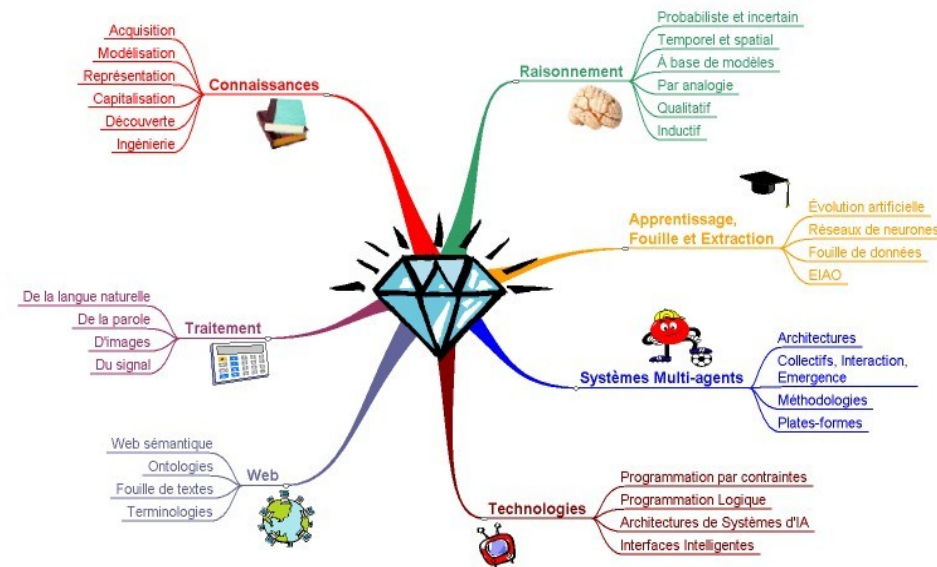 Connaissances
Acquisition
Modélisation
Représentation
Capitalisation
Découverte
Ingénierie
Raisonnement
Probabiliste et incertain
Temporel et spatial
À base de modèles
Par analogie
Qualitatif
Inductif
Apprentissage,
Fouille et Extraction
Évolution artificielle
Réseaux de neurones
Fouille de données
EIAO
Traitement
De la langue naturelle
De la parole
D'images
Du signal
Systèmes Multi-agents
Architectures
Collectifs, Interaction,
Emergence
Méthodologies
Plates-formes
Web
Web sémantique
Ontologies
Fouille de textes
Terminologies
Technologies
Programmation par contraintes
Programmation Logique
Architectures de Systèmes d'IA
Interfaces Intelligentes